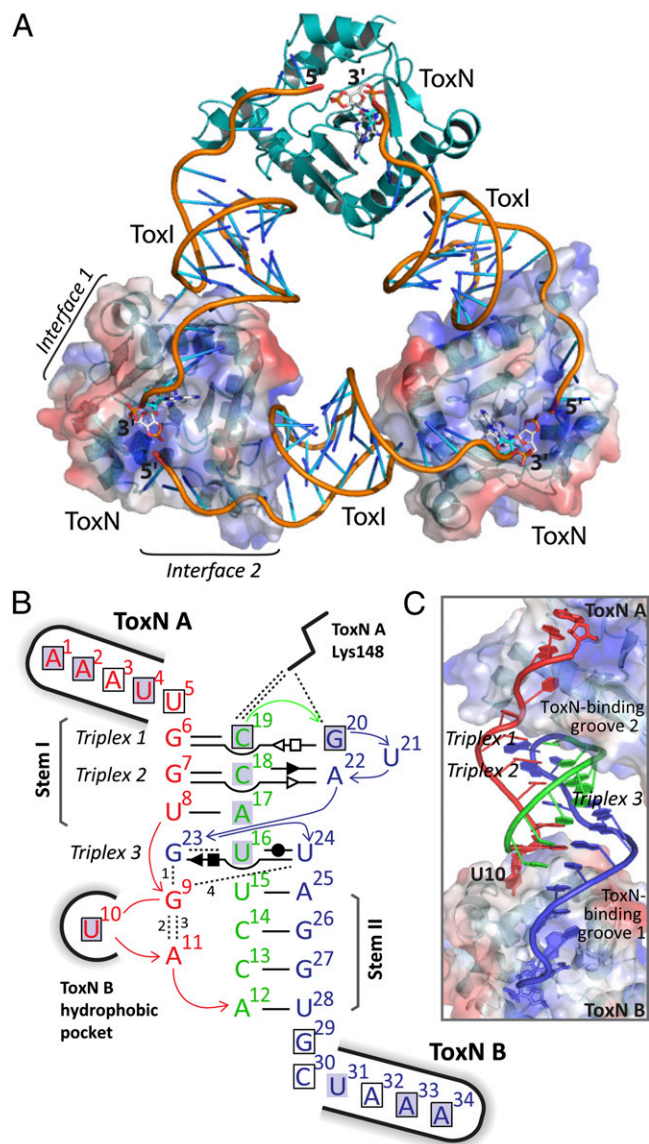 A
5'
3'
ToxN
ToxI
ToxI
Interface 1
3'
5'
5'
3'
ToxN
ToxI
ToxN
Interface 2
B
ToxN A
ToxN A
Lys148
A1 A2 A3 U4 U5
Stem I
Triplex 1 G6 C19 G20
U21
Triplex 2 G7 C18 A22
U8 A17
Triplex 3 G23 U16 U24
1
G9 4 U15 A25
U10
2 3
C14 G26
A11
C13 G27
Stem II
ToxN B
hydrophobic
pocket
A12 U28
G29
C30 U31 A32 A33 A34
ToxN B
C
ToxN A
ToxN-binding
groove 2
Triplex 1
Triplex 2
Triplex 3
U10
ToxN-
binding
groove 1
ToxN B